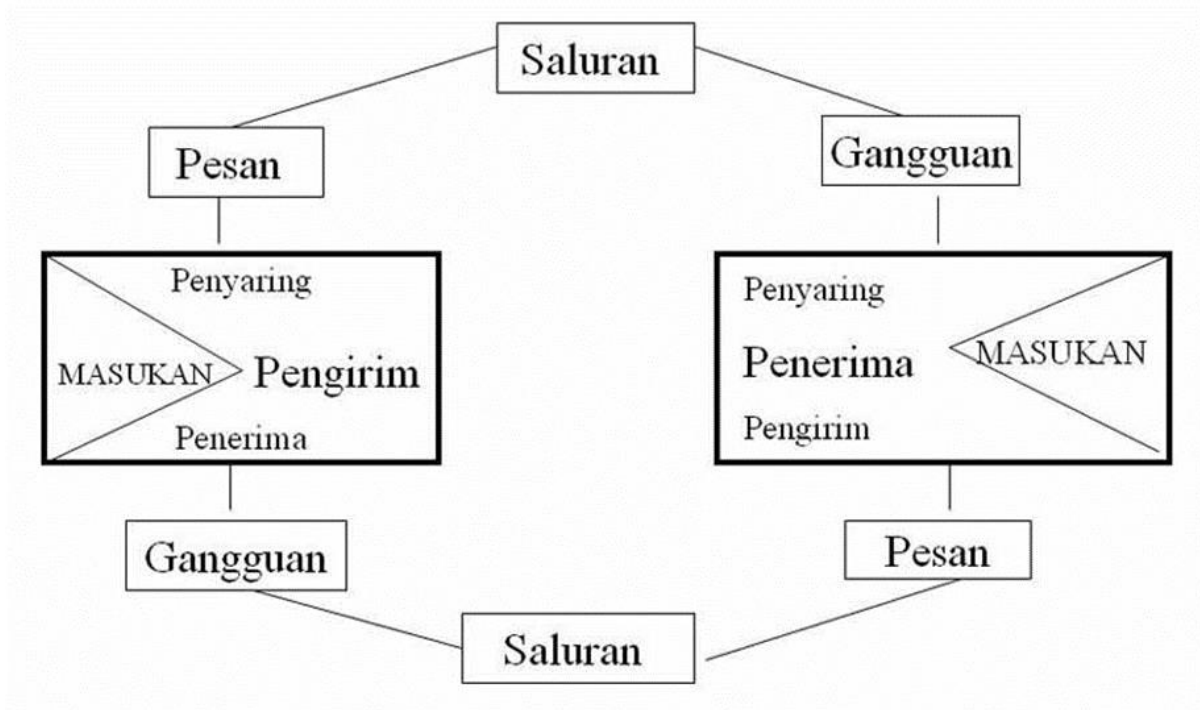 Saluran
Pesan
Gangguan
Penyaring
MASUKAN
Pengirim
Penerima
Penyaring
Penerima
MASUKAN
Pengirim
Gangguan
Pesan
Saluran